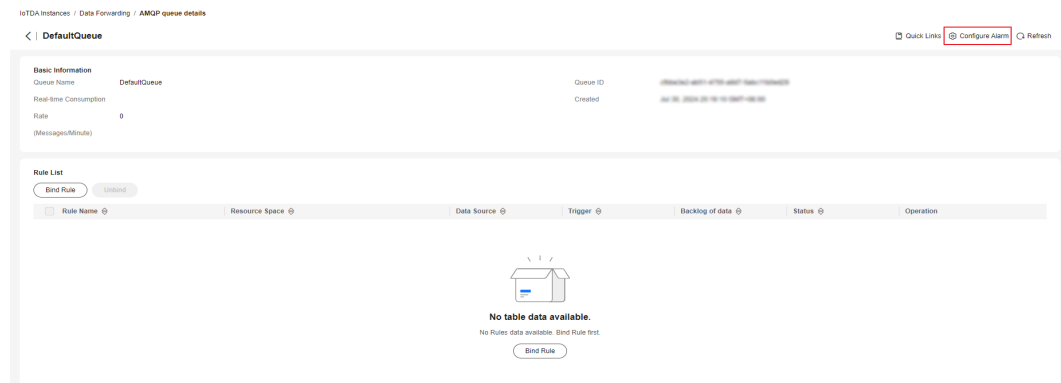 IoTDA Instances / Data Forwarding / AMQP queue details
< | DefaultQueue
Quick Links Configure Alarm Refresh
Basic Information
Queue Name DefaultQueue Queue ID
Real-time Consumption Created
Rate 0
(Messages/Minute)
Rule List
Bind Rule Unbind
Rule Name Resource Space Data Source Trigger Backlog of data Status Operation
No table data available.
No Rules data available. Bind Rule first.
Bind Rule